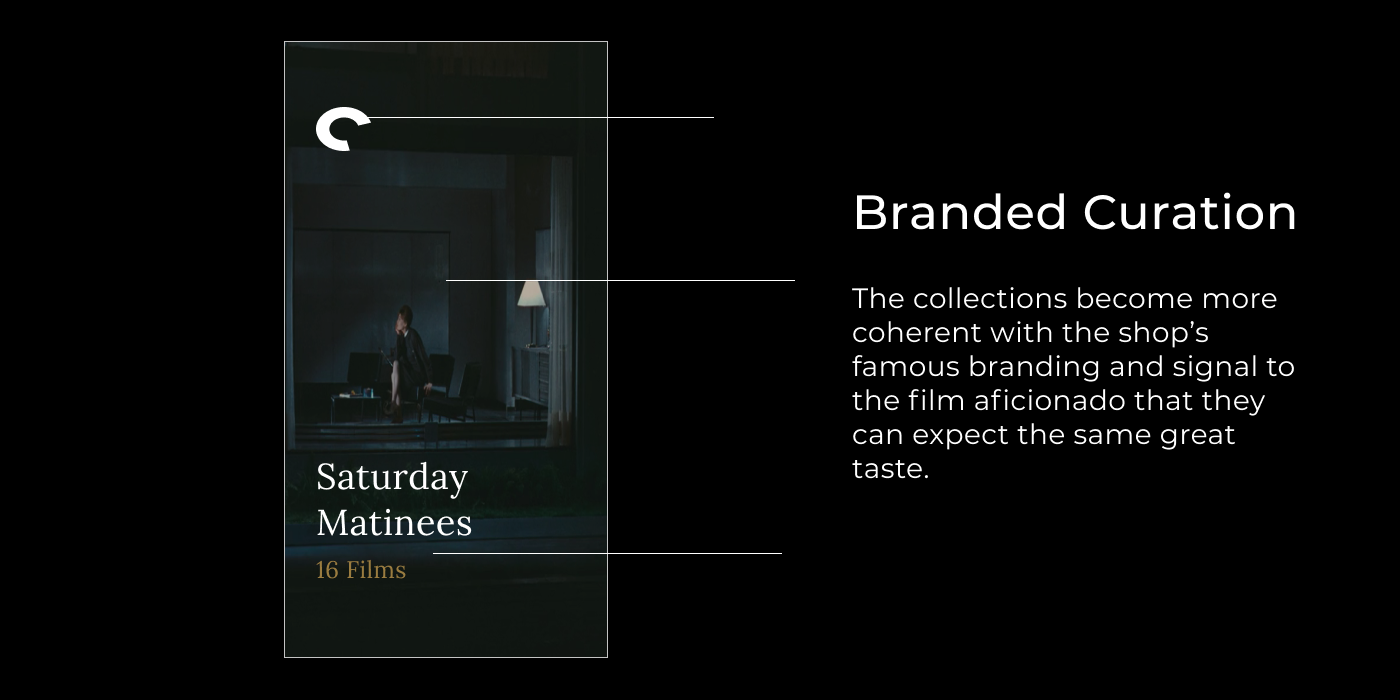 Saturday
Matinees
16 Films
Branded Curation
The collections become more
coherent with the shop’s
famous branding and signal to
the film aficionado that they
can expect the same great
taste.